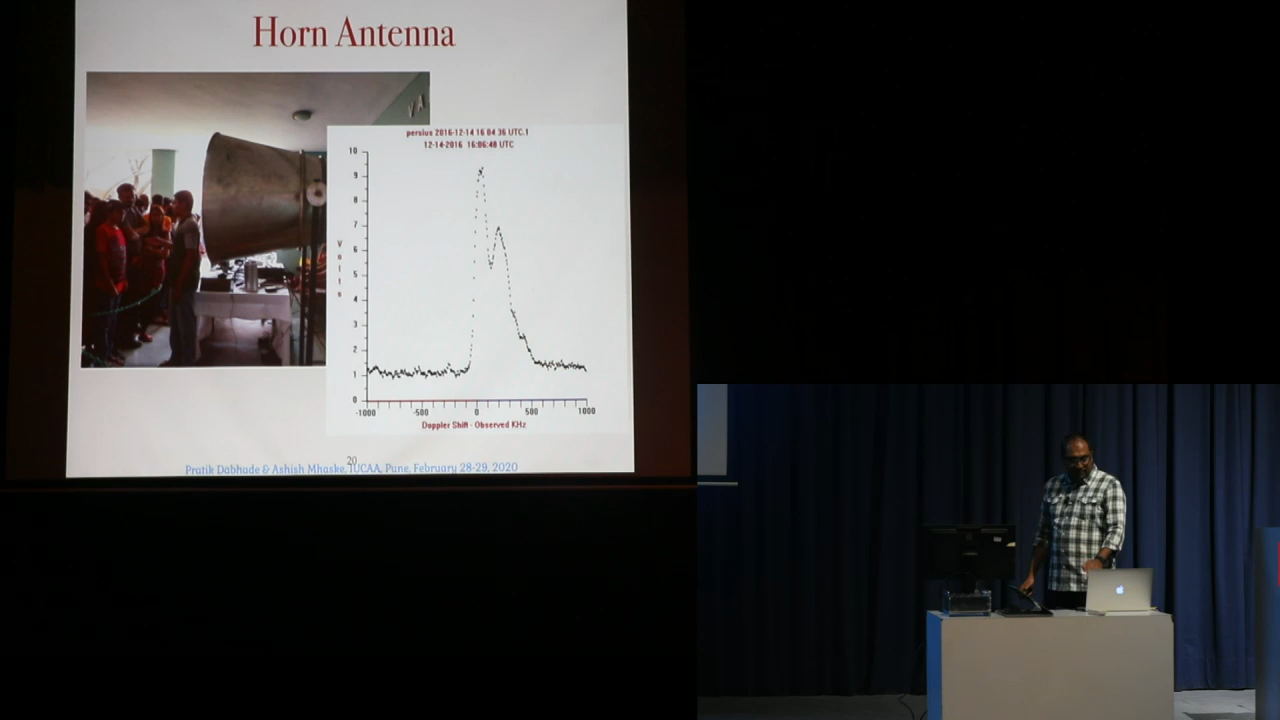 Horn Antenna
VA
persius 2016-12-14 16 04 36 UTC.1
12-14-2016 16:06:48 UTC
10
9
8
7
6
5
4
3
2
1
0
Volts
-1000 -500 0 500 1000
Doppler Shift - Observed KHz
20
Pratik Dabhade & Ashish Mhaske, IUCAA, Pune, February 28-29, 2020